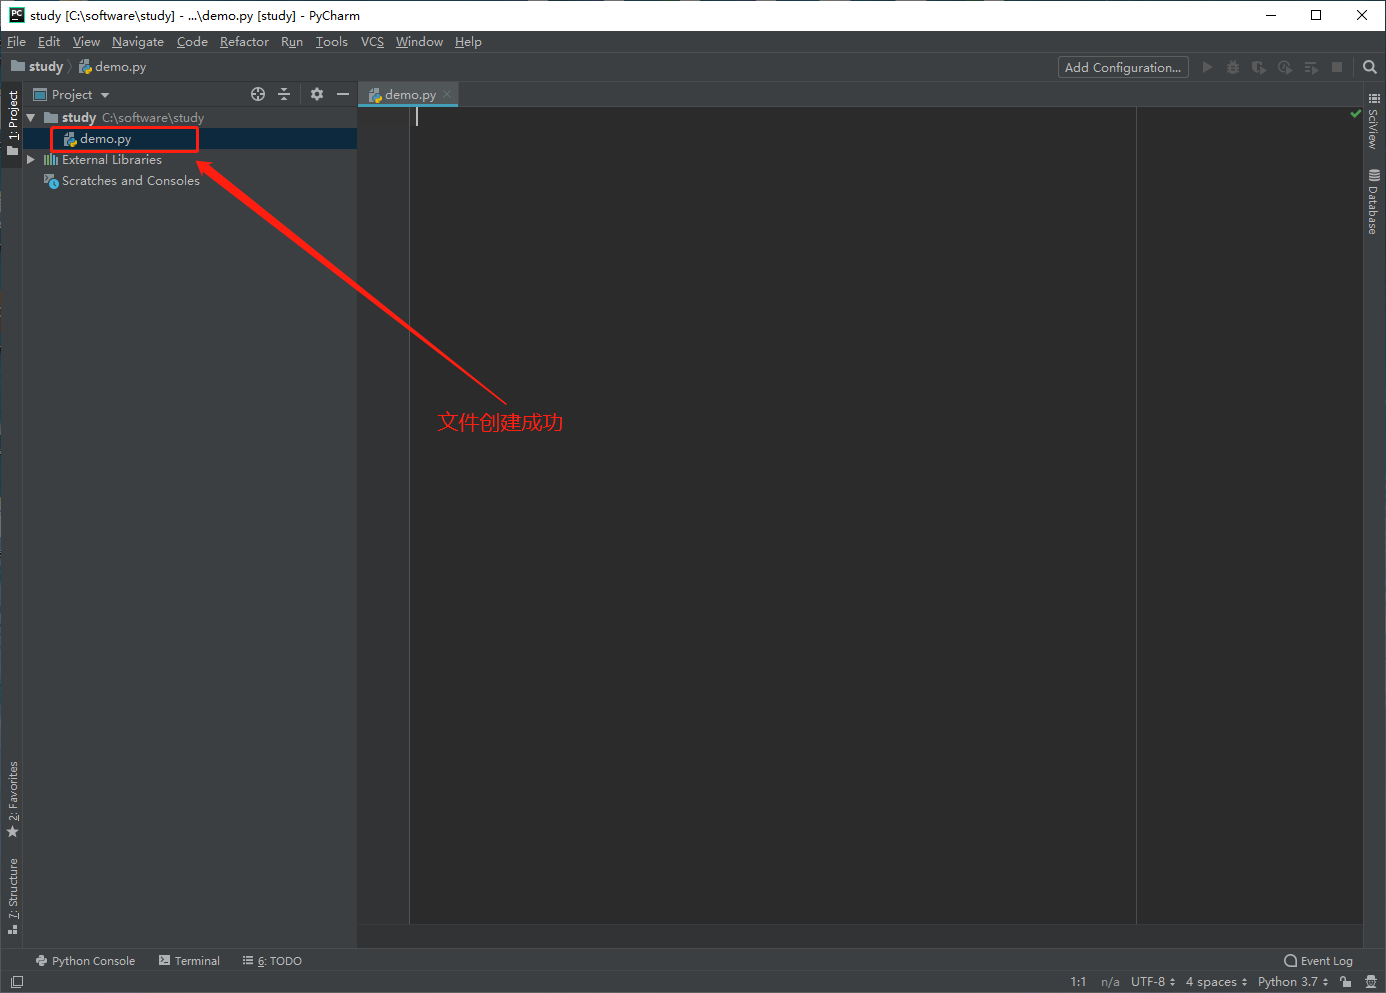 study [C:\software\study] - ...\demo.py [study] - PyCharm
File Edit View Navigate Code Refactor Run Tools VCS Window Help
study demo.py Add Configuration...
Project
demo.py
study C:\software\study
demo.py
External Libraries
Scratches and Consoles
文件创建成功
1: Project
2: Favorites
7: Structure
SciView
Database
Python Console Terminal 6: TODO Event Log
1:1 n/a UTF-8 4 spaces Python 3.7